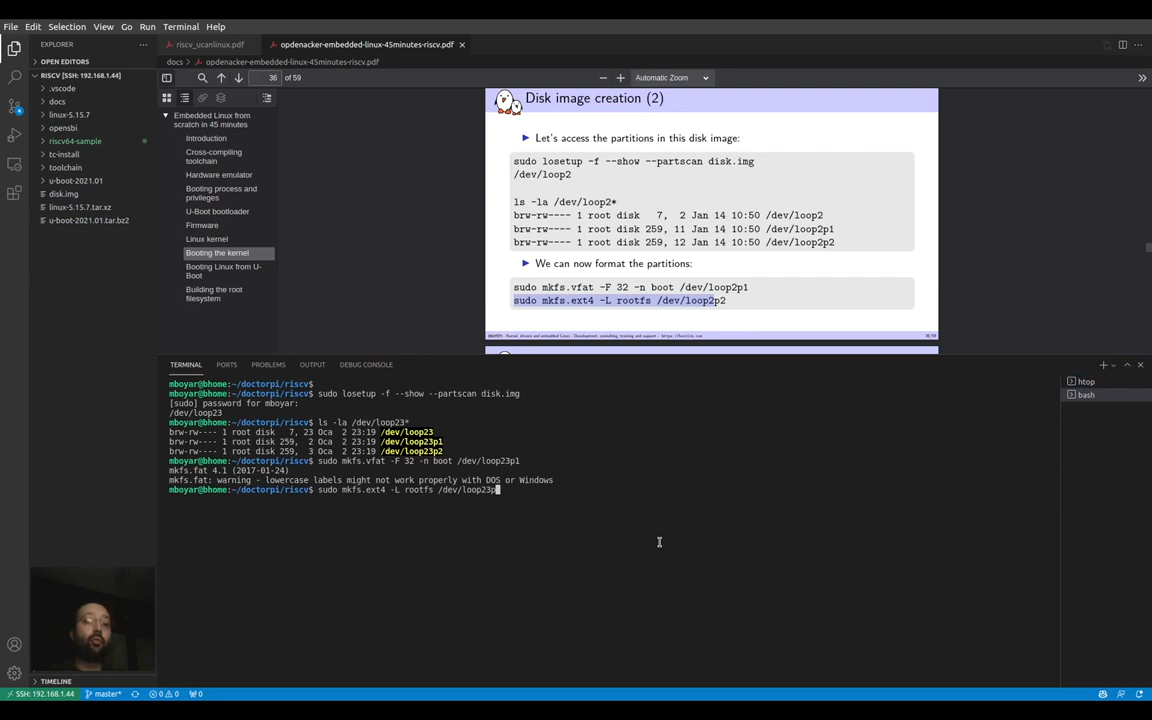 File Edit Selection View Go Run Terminal Help
EXPLORER
riscv_ucanlinux.pdf
opdenacker-embedded-linux-45minutes-riscv.pdf
docs > opdenacker-embedded-linux-45minutes-riscv.pdf
OPEN EDITORS
RISCV [SSH: 192.168.1.44]
.vscode
docs
linux-5.15.7
opensbi
riscv64-sample
tc-install
toolchain
u-boot-2021.01
disk.img
linux-5.15.7.tar.xz
u-boot-2021.01.tar.bz2
4
36 of 59
Automatic Zoom
Embedded Linux from
scratch in 45 minutes
Introduction
Cross-compiling
toolchain
Hardware emulator
Booting process and
privileges
U-Boot bootloader
Firmware
Linux kernel
Booting the kernel
Booting Linux from U-
Boot
Building the root
filesystem
Disk image creation (2)
Let's access the partitions in this disk image:
sudo losetup -f --show --partscan disk.img
/dev/loop2
ls -la /dev/loop2*
brw-rw---- 1 root disk 7, 2 Jan 14 10:50 /dev/loop2
brw-rw---- 1 root disk 259, 11 Jan 14 10:50 /dev/loop2p1
brw-rw---- 1 root disk 259, 12 Jan 14 10:50 /dev/loop2p2
We can now format the partitions:
sudo mkfs.vfat -F 32 -n boot /dev/loop2p1
sudo mkfs.ext4 -L rootfs /dev/loop2p2
TERMINAL PORTS PROBLEMS OUTPUT DEBUG CONSOLE
mboyar@bhome:~/doctorpi/riscv$
mboyar@bhome:~/doctorpi/riscv$ sudo losetup -f --show --partscan disk.img
[sudo] password for mboyar:
/dev/loop23
mboyar@bhome:~/doctorpi/riscv$ ls -la /dev/loop23*
brw-rw---- 1 root disk 7, 23 Oca 2 23:19 /dev/loop23
brw-rw---- 1 root disk 259, 2 Oca 2 23:19 /dev/loop23p1
brw-rw---- 1 root disk 259, 3 Oca 2 23:19 /dev/loop23p2
mboyar@bhome:~/doctorpi/riscv$ sudo mkfs.vfat -F 32 -n boot /dev/loop23p1
mkfs.fat 4.1 (2017-01-24)
mkfs.fat: warning - lowercase labels might not work properly with DOS or Windows
mboyar@bhome:~/doctorpi/riscv$ sudo mkfs.ext4 -L rootfs /dev/loop23p
htop
bash
TIMELINE
SSH: 192.168.1.44 master* 0 0 0